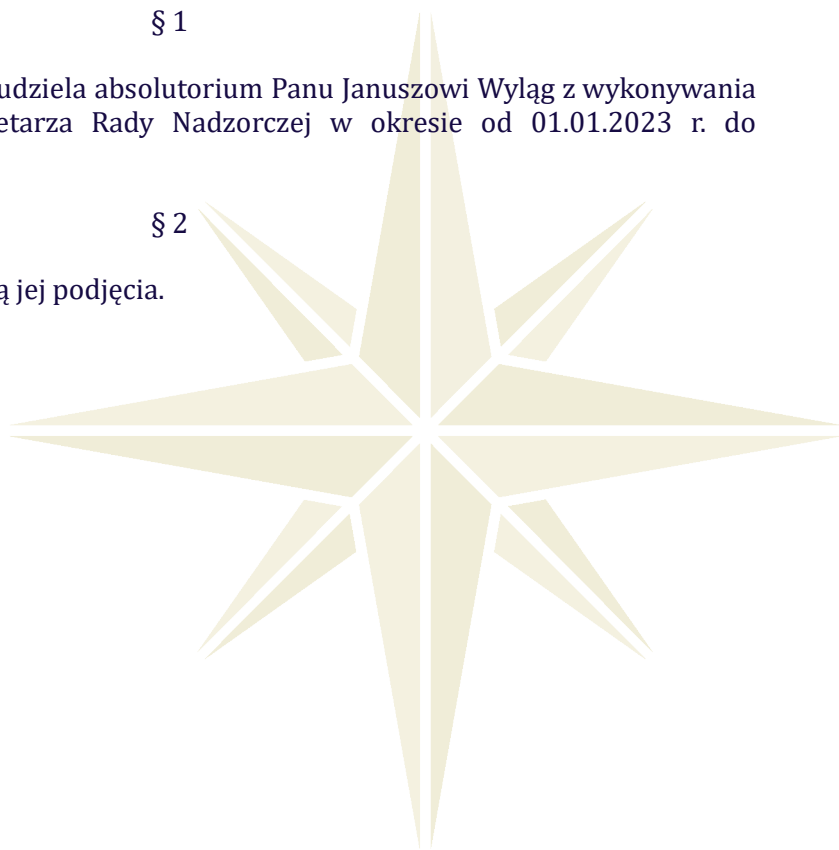 § 1
udziela absolutorium Panu Januszowi Wyląg z wykonywania
etarza Rady Nadzorczej w okresie od 01.01.2023 r. do
§ 2
ą jej podjęcia.